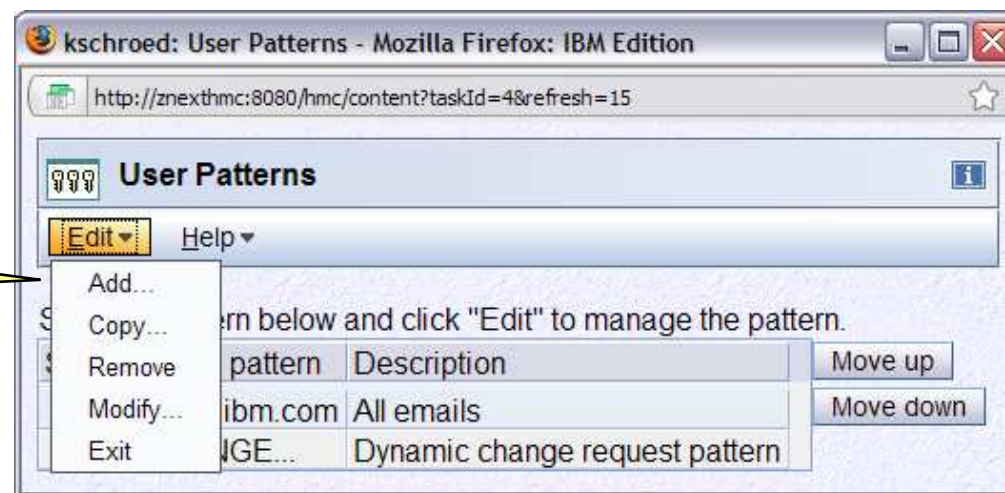 kschroed: User Patterns - Mozilla Firefox: IBM Edition
http://znexthmc:8080/hmc/content?taskId=4&refresh=15
User Patterns
i
Edit Help
Add...
Copy...
Remove
Modify...
Exit
ern below and click "Edit" to manage the pattern.
pattern Description Move up
ibm.com All emails Move down
NGE... Dynamic change request pattern